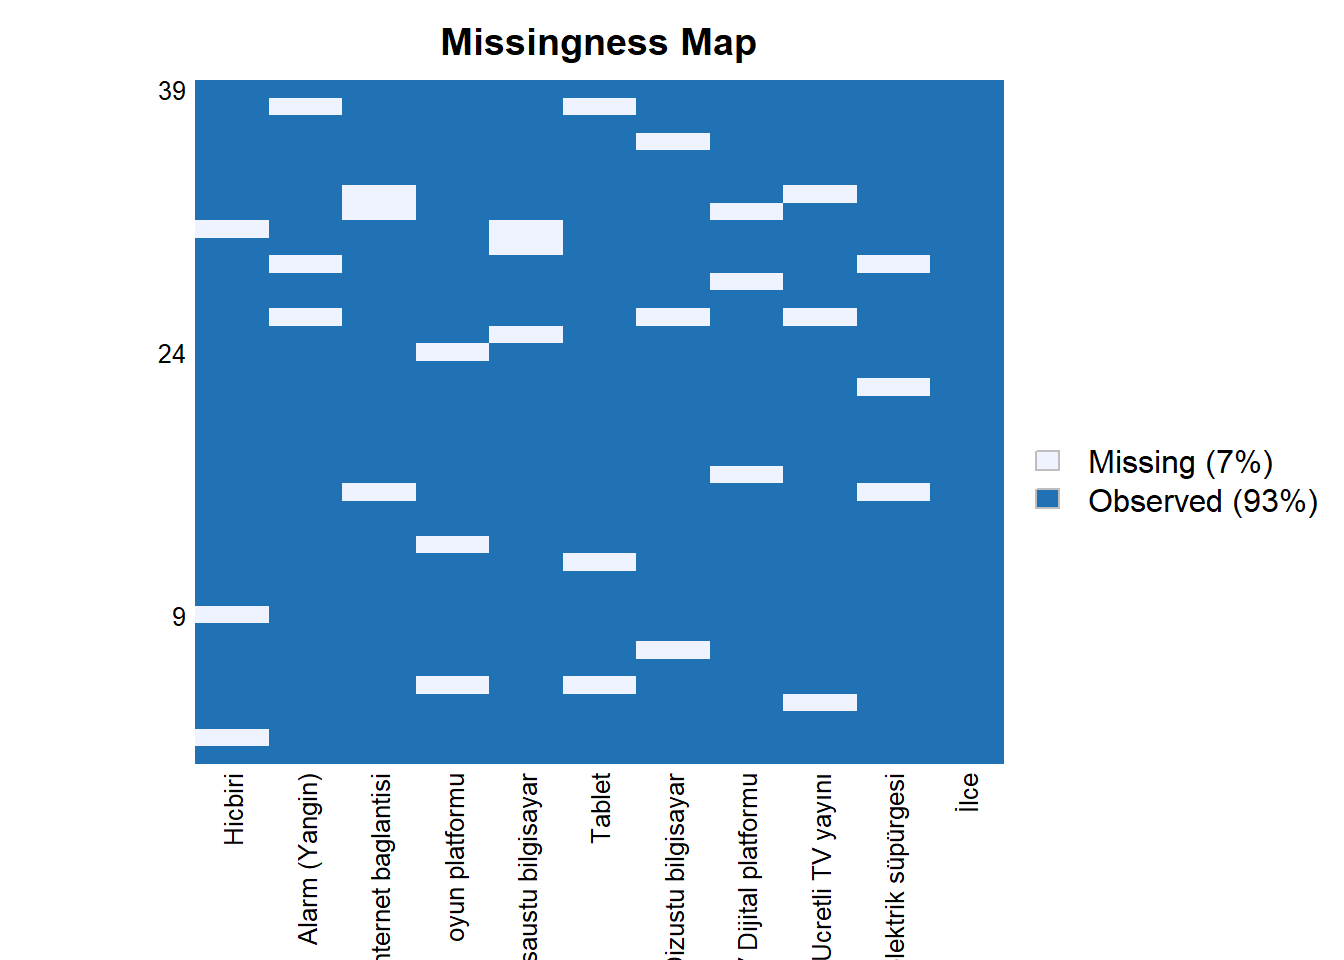 Missingness Map
39
24
9
Missing (7%)
Observed (93%)
Hicbiri
Alarm (Yangin)
nternet baglantisi
oyun platformu
saustu bilgisayar
Tablet
Dizustu bilgisayar
Dijital platformu
Ucretli TV yayını
lektrik süpürgesi
İlce